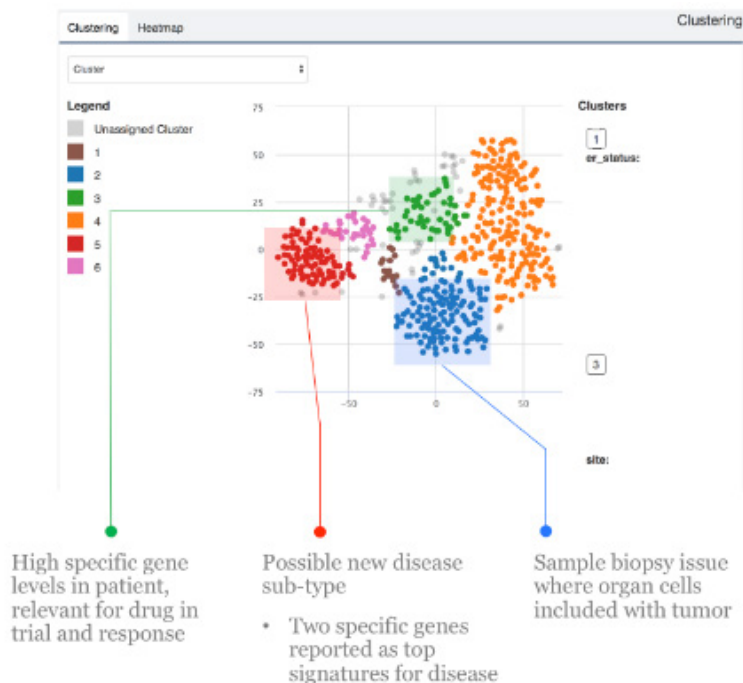 Clustering Heatmap Clustering
Cluster
Legend
Unassigned Cluster
1
2
3
4
5
6
75
50
25
0
−25
−50
−75
−50
0
50
Clusters
1
er_status:
3
site:
High specific gene
levels in patient,
relevant for drug in
trial and response
Possible new disease
sub-type
• Two specific genes
reported as top
signatures for disease
Sample biopsy issue
where organ cells
included with tumor